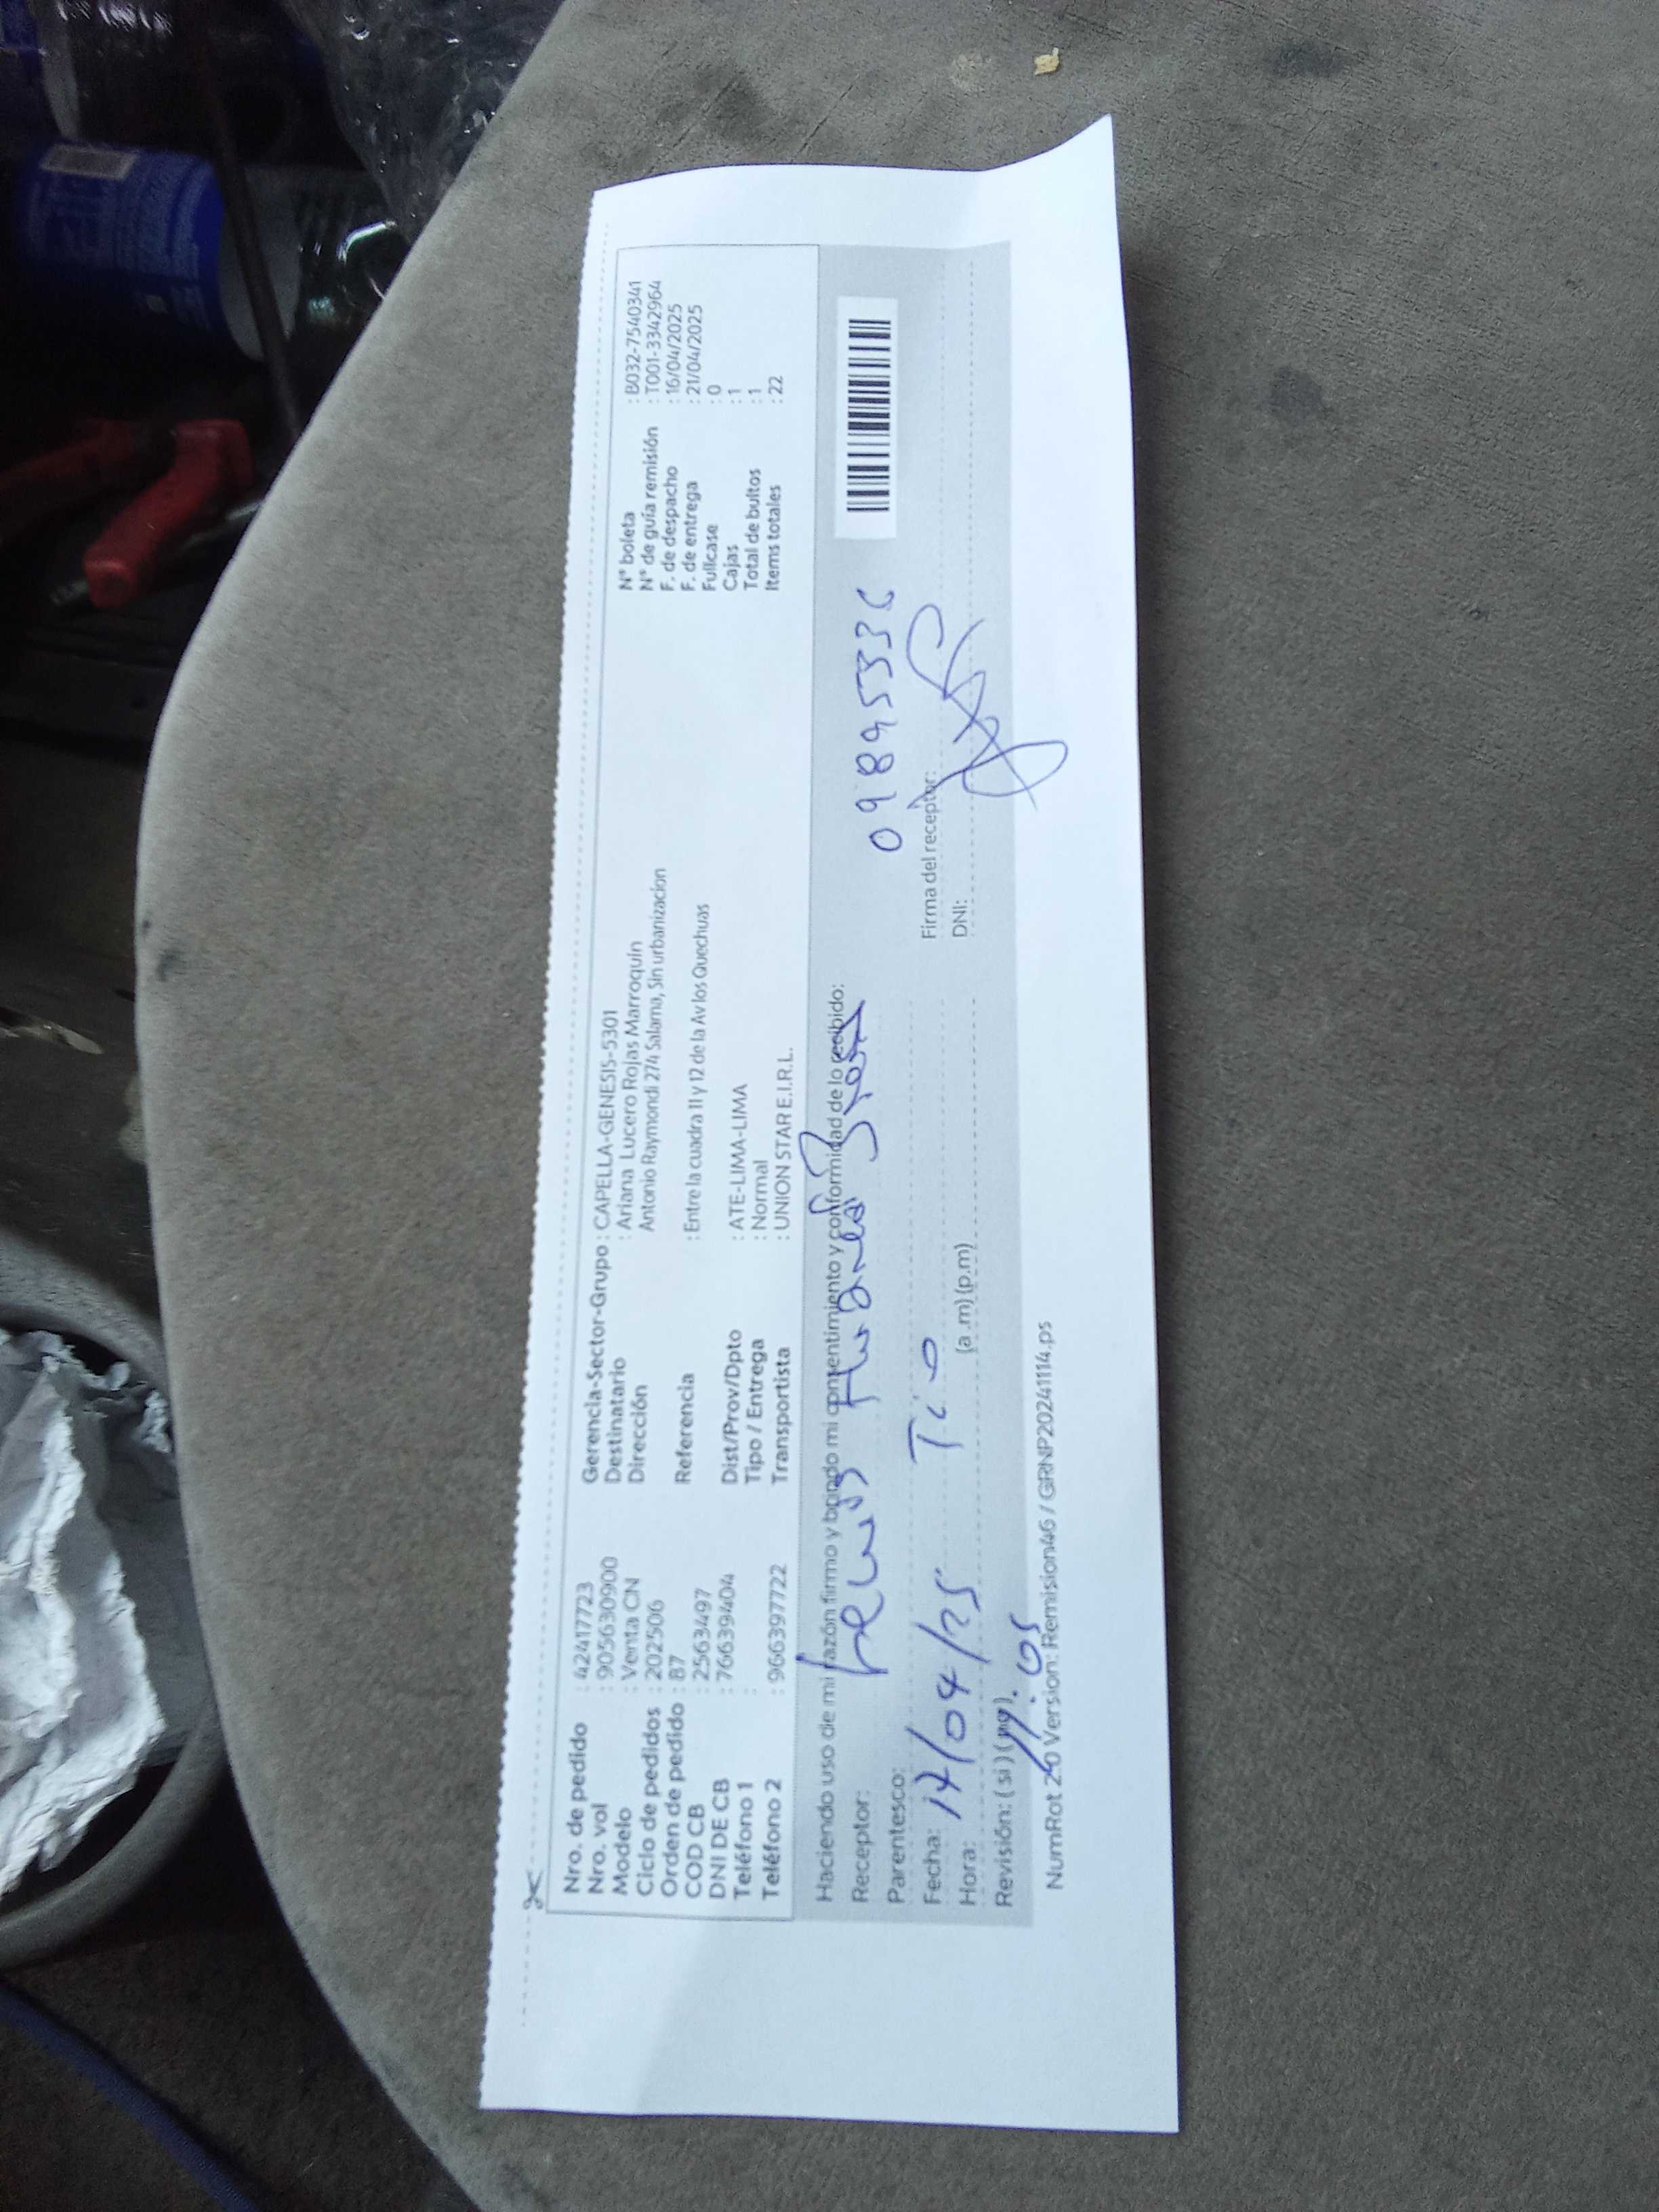 Nro. de pedido : 42417723
Nro. vol : 905630900
Modelo : Venta CN
Ciclo de pedidos : 202506
Orden de pedido : 87
COD CB : 2563497
DNI DE CB : 76639404
Teléfono 1 :
Teléfono 2 : 966397722
Gerencia-Sector-Grupo : CAPELLA-GENESIS-5301
Destinatario : Ariana Lucero Rojas Marroquín
Dirección Antonio Raymondi 274 Salama, Sin urbanizacion
Referencia : Entre la cuadra 11 y 12 de la Av los Quechuas
Dist/Prov/Dpto : ATE-LIMA-LIMA
Tipo / Entrega : Normal
Transportista : UNION STAR E.I.R.L.
N° boleta : B032-7540341
N° de guía remisión : T001-3342964
F. de despacho : 16/04/2025
F. de entrega : 21/04/2025
Fullcase : 0
Cajas : 1
Total de bultos : 1
Items totales : 22
Haciendo uso de mi razón firmo y brindo mi consentimiento y conformidad de lo recibido:
Receptor:
Parentesco: Tio
Fecha: 17/04/25
Hora: (a .m) (p.m)
Revisión: ( si ) ( no )
09895336
Firma del receptor:
DNI:
NumRot 2.0 Version: Remision46 / GRNP20241114.ps